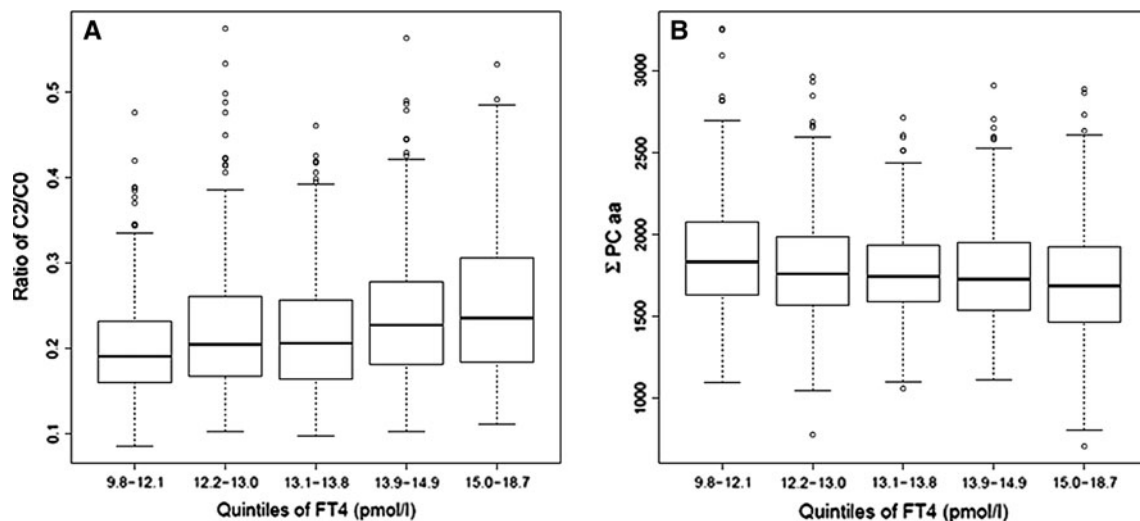 A
Ratio of C2/C0
0.5
0.4
0.3
0.2
0.1
9.8-12.1 12.2-13.0 13.1-13.8 13.9-14.9 15.0-18.7
Quintiles of FT4 (pmol/l)
B
Σ PC aa
3000
2500
2000
1500
1000
9.8-12.1 12.2-13.0 13.1-13.8 13.9-14.9 15.0-18.7
Quintiles of FT4 (pmol/l)